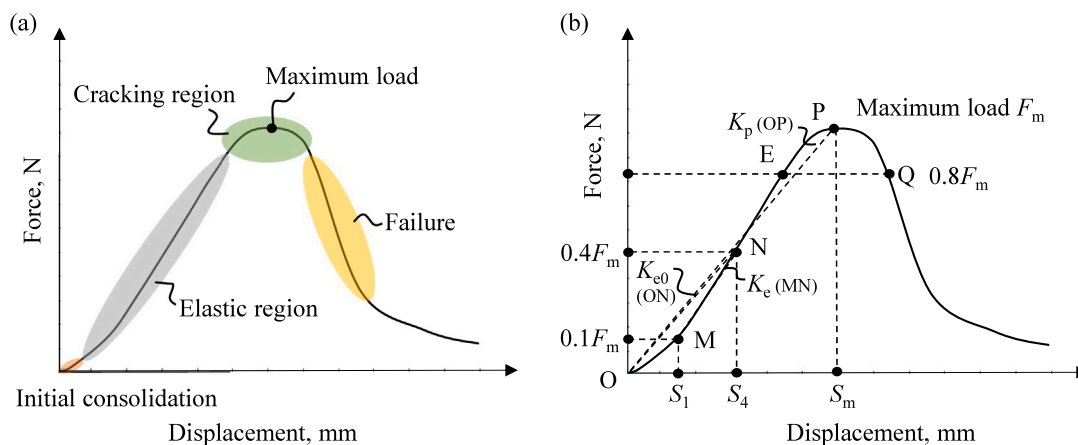 (a)
Force, N
Cracking region
Maximum load
Failure
Elastic region
Initial consolidation
Displacement, mm
(b)
Force, N
P
Maximum load Fm
Kp (OP)
E
Q 0.8Fm
0.4Fm
N
Ke0
(ON)
Ke (MN)
0.1Fm
M
O
S1
S4
Sm
Displacement, mm